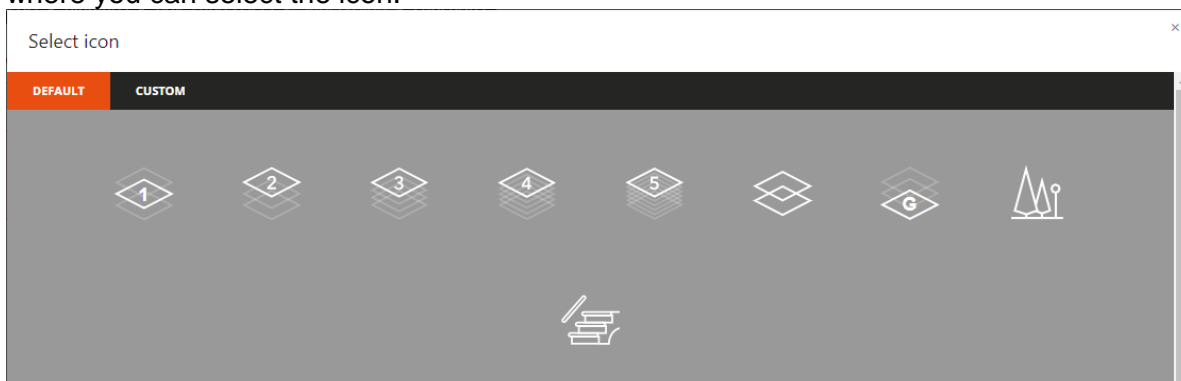 where you can select the icon.
Select icon
×
DEFAULT CUSTOM
1 2 3 4 5 G